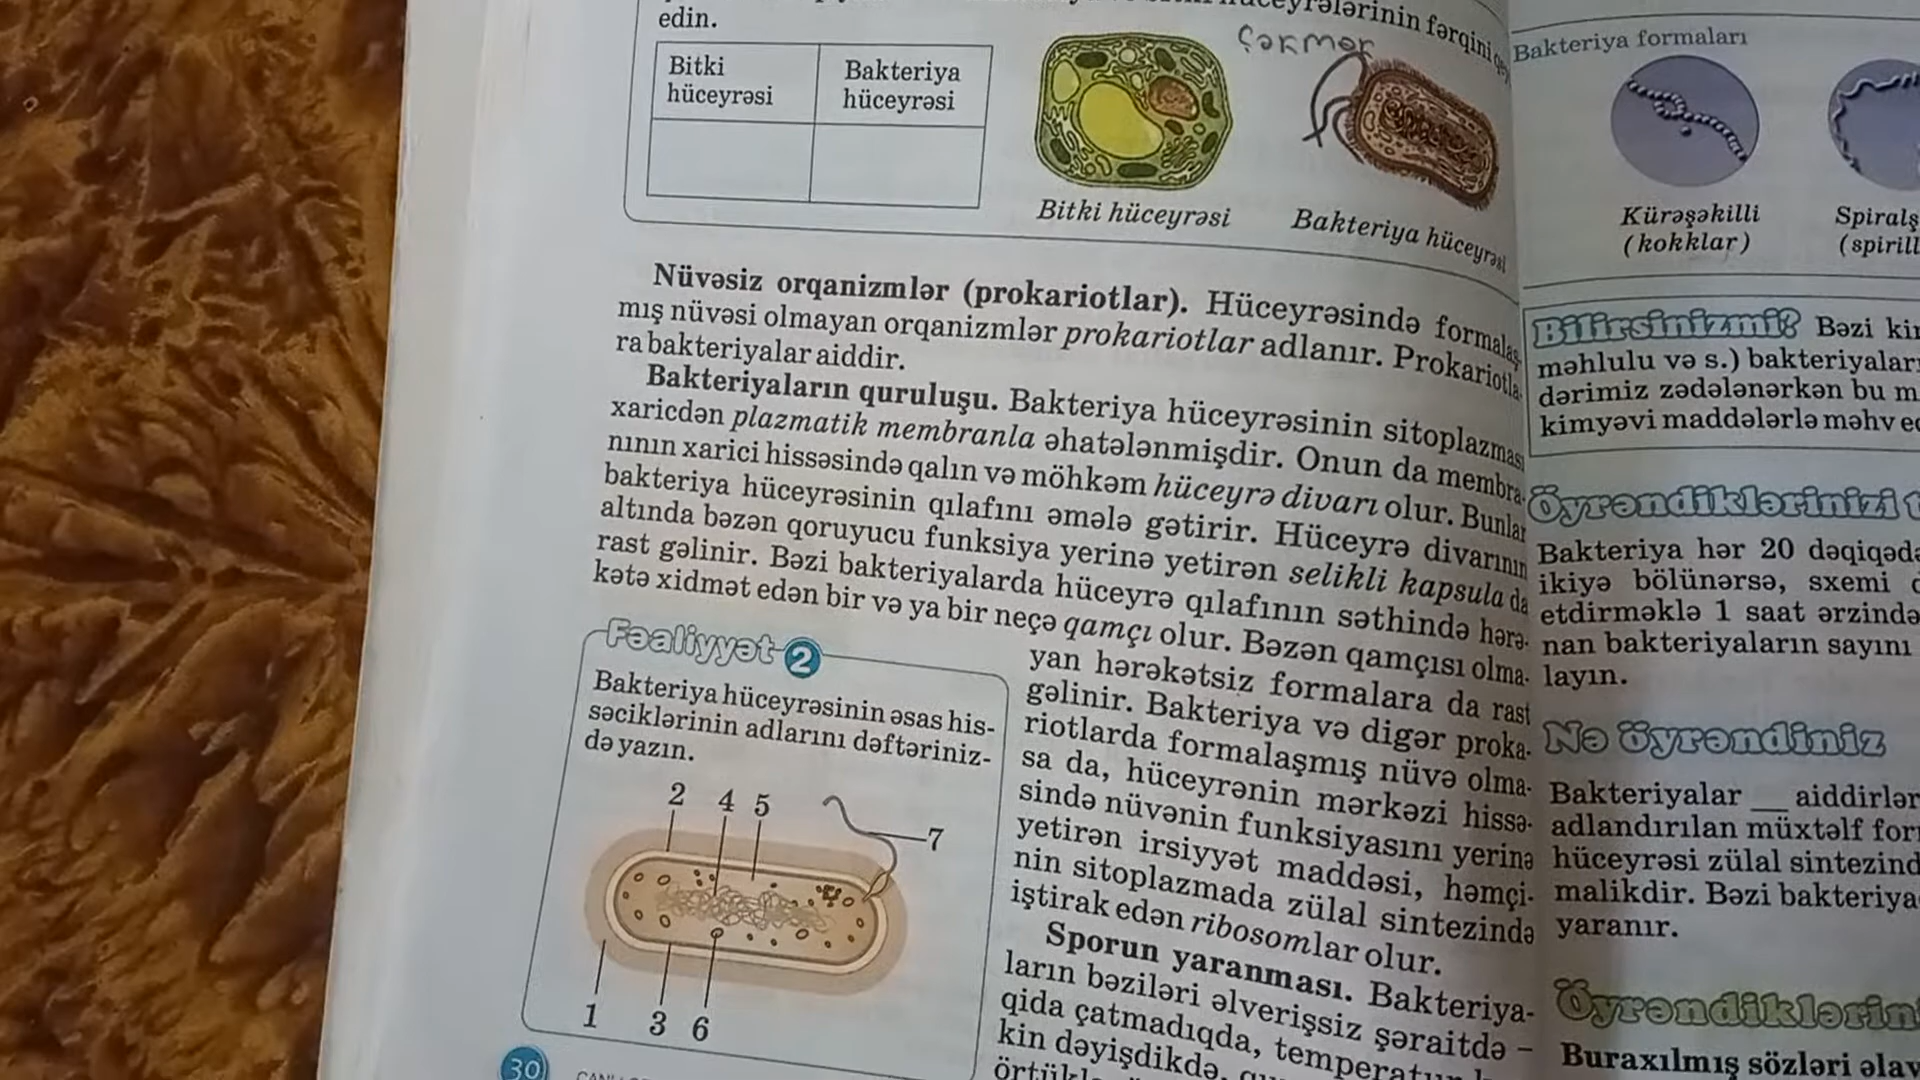 hüceyrələrinin fərqini
edin.
Bitki
hüceyrəsi
Bakteriya
hüceyrəsi
Çəkmər
Bitki hüceyrəsi
Bakteriya hüceyrəsi
Nüvəsiz orqanizmlər (prokariotlar). Hüceyrəsində formalaş-
mış nüvəsi olmayan orqanizmlər prokariotlar adlanır. Prokariotla-
ra bakteriyalar aiddir.
Bakteriyaların quruluşu. Bakteriya hüceyrəsinin sitoplazması
xaricdən plazmatik membranla əhatələnmişdir. Onun da membra-
nının xarici hissəsində qalın və möhkəm hüceyrə divarı olur. Bunlar
bakteriya hüceyrəsinin qılafını əmələ gətirir. Hüceyrə divarının
altında bəzən qoruyucu funksiya yerinə yetirən selikli kapsula da
rast gəlinir. Bəzi bakteriyalarda hüceyrə qılafının səthində hərə-
kətə xidmət edən bir və ya bir neçə qamçı olur. Bəzən qamçısı olma-
yan hərəkətsiz formalara da rast
gəlinir. Bakteriya və digər proka-
riotlarda formalaşmış nüvə olma-
sa da, hüceyrənin mərkəzi hissə-
sində nüvənin funksiyasını yerinə
yetirən irsiyyət maddəsi, həmçi-
nin sitoplazmada zülal sintezində
iştirak edən ribosomlar olur.
Sporun yaranması. Bakteriya-
ların bəziləri əlverişsiz şəraitdə –
qida çatmadıqda, temperatur
kin dəyişdikdə,
Fəaliyyət 2
Bakteriya hüceyrəsinin əsas his-
səciklərinin adlarını dəftəriniz-
də yazın.
2 4 5
7
1 3 6
30
Bakteriya formaları
Kürəşəkilli
(kokklar)
Spiralş
(spirill
Bilirsinizmi? Bəzi kim
məhlulu və s.) bakteriyaları
dərimiz zədələnərkən bu m
kimyəvi maddələrlə məhv ed
Öyrəndiklərinizi t
Bakteriya hər 20 dəqiqədə
ikiyə bölünərsə, sxemi d
etdirməklə 1 saat ərzində
nan bakteriyaların sayını
layın.
Nə öyrəndiniz
Bakteriyalar __ aiddirlər
adlandırılan müxtəlf for
hüceyrəsi zülal sintezind
malikdir. Bəzi bakteriya
yaranır.
Öyrəndiklərin
Buraxılmış sözləri əlav